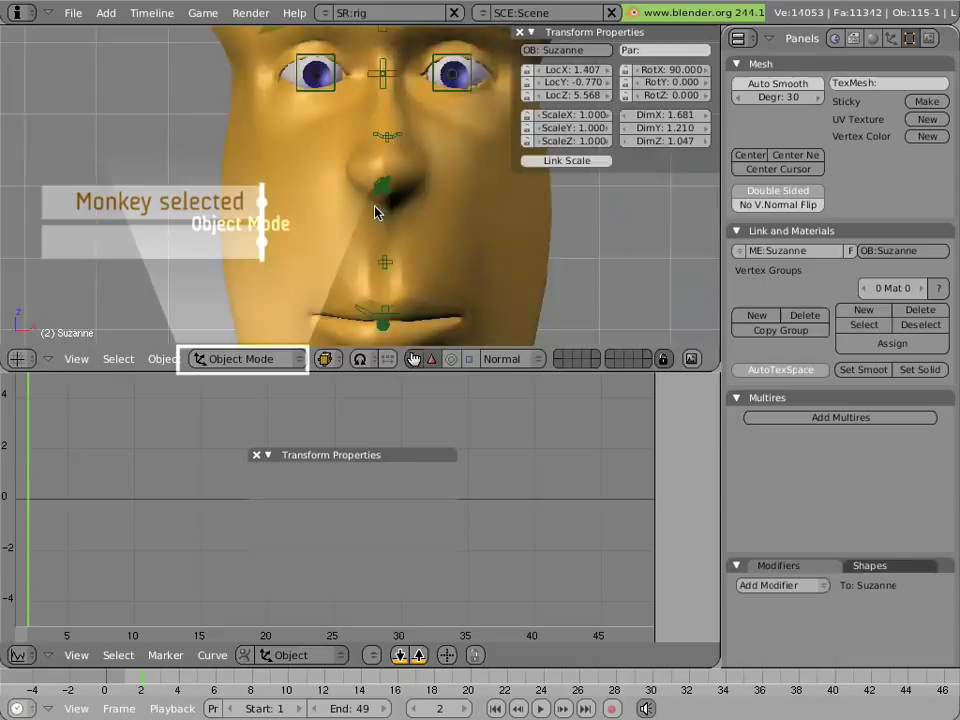 File Add Timeline Game Render Help SR:rig SCE:Scene www.blender.org 244.1 Ve:14053 | Fa:11342 | Ob:115-1 | L
Transform Properties
OB: Suzanne Par:
LocX: 1.407 RotX: 90.000
LocY: -0.770 RotY: 0.000
LocZ: 5.568 RotZ: 0.000
ScaleX: 1.000 DimX: 1.681
ScaleY: 1.000 DimY: 1.210
ScaleZ: 1.000 DimZ: 1.047
Link Scale
Monkey selected
Object Mode
z
(2) Suzanne
View Select Object Object Mode Normal
Panels
Mesh
Auto Smooth TexMesh:
Degr: 30 Sticky Make
UV Texture New
Vertex Color New
Center Center Ne
Center Cursor
Double Sided
No V.Normal Flip
Link and Materials
ME:Suzanne F OB:Suzanne
Vertex Groups
0 Mat 0 ?
New Delete New Delete
Copy Group Select Deselect
Assign
AutoTexSpace Set Smoot Set Solid
Multires
Add Multires
Modifiers Shapes
Add Modifier To: Suzanne
Transform Properties
4
2
0
-2
-4
5 10 15 20 25 30 35 40 45
View Select Marker Curve Object
-4 -2 0 2 4 6 8 10 12 14 16 18 20 22 24 26 28 30 32 34 34 36 38 40 42 44 46
View Frame Playback Pr Start: 1 End: 49 2